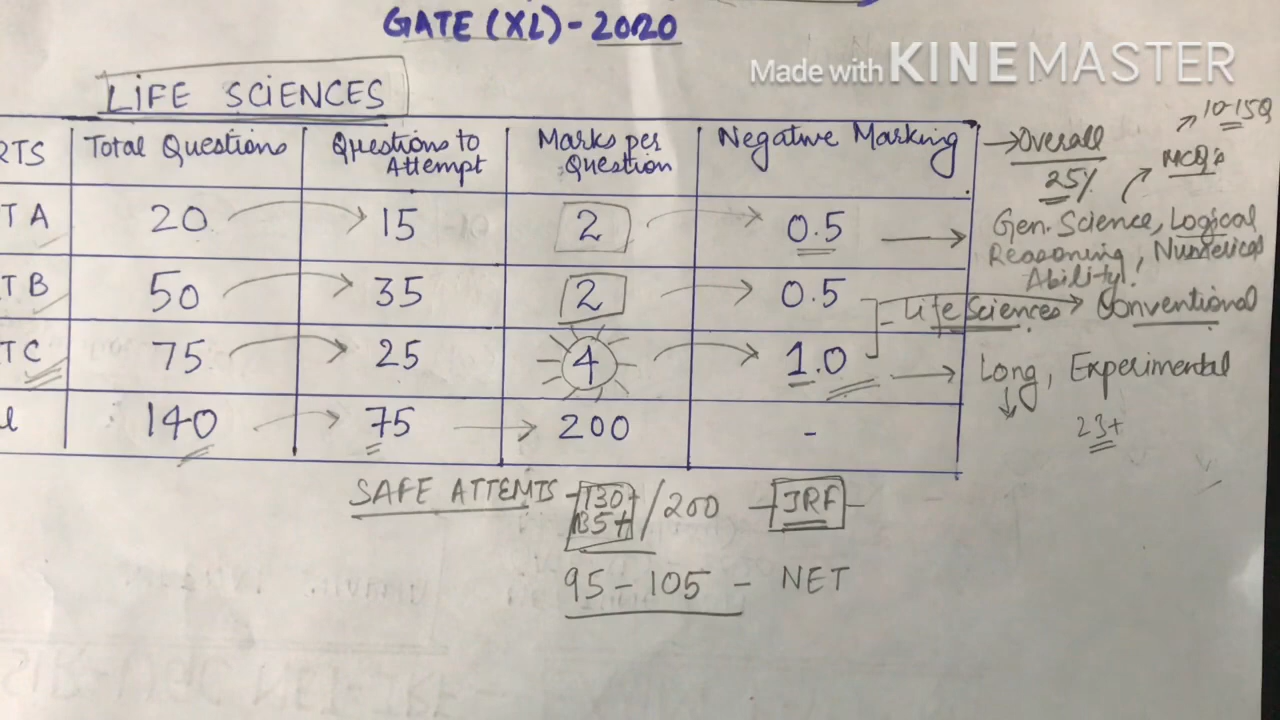 GATE (XL) - 2020
Made with KINEMASTER
LIFE SCIENCES
RTS Total Questions Questions to Attempt Marks per Question Negative Marking → Overall 25%
10-15Q
MCQ's
T A 20 → 15 → 2 → 0.5 → Gen. Science, Logical Reasoning, Numerical Ability!
T B 50 → 35 2 → 0.5 - Life Sciences → Conventional
T C 75 → 25 4 → 1.0 → Long, Experimental
23+
l 140 → 75 → 200 -
SAFE ATTEMTS - 130+ 135+ /200 - JRF -
95 - 105 - NET